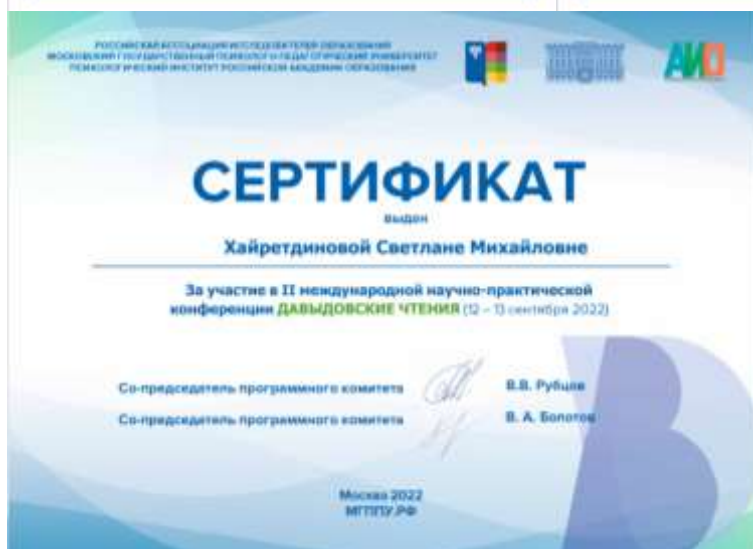 РОССИЙСКАЯ АССОЦИАЦИЯ ИССЛЕДОВАТЕЛЕЙ ОБРАЗОВАНИЯ
МОСКОВСКИЙ ГОСУДАРСТВЕННЫЙ ПСИХОЛОГО-ПЕДАГОГИЧЕСКИЙ УНИВЕРСИТЕТ
ПСИХОЛОГИЧЕСКИЙ ИНСТИТУТ РОССИЙСКОЙ АКАДЕМИИ ОБРАЗОВАНИЯ
АИО
СЕРТИФИКАТ
выдан
Хайретдиновой Светлане Михайловне
За участие в II международной научно-практической
конференции ДАВЫДОВСКИЕ ЧТЕНИЯ (12 – 13 сентября 2022)
Со-председатель программного комитета В.В. Рубцов
Со-председатель программного комитета В. А. Болотов
Москва 2022
МГППУ.РФ